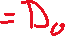 = D₀